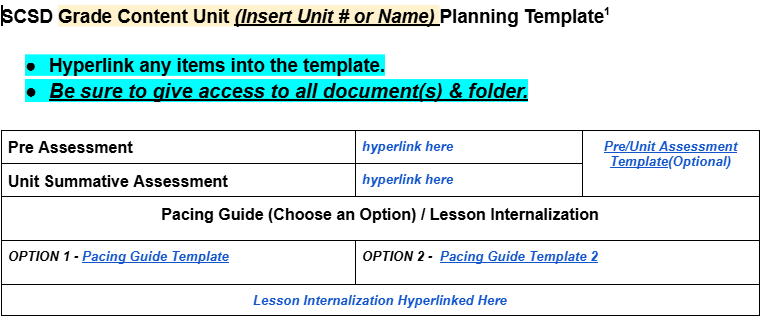 SCSD Grade Content Unit (Insert Unit # or Name) Planning Template¹
● Hyperlink any items into the template.
● Be sure to give access to all document(s) & folder.
Pre Assessment
hyperlink here
Pre/Unit Assessment
Template(Optional)
Unit Summative Assessment
hyperlink here
Pacing Guide (Choose an Option) / Lesson Internalization
OPTION 1 - Pacing Guide Template
OPTION 2 - Pacing Guide Template 2
Lesson Internalization Hyperlinked Here